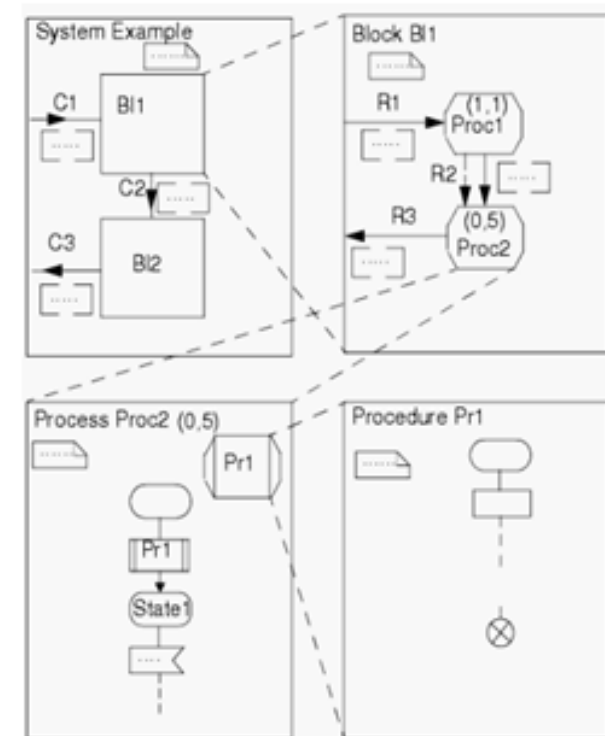 System Example
C1
Bl1
C2
C3
Bl2
Block Bl1
R1
(1,1)
Proc1
R2
R3
(0,5)
Proc2
Process Proc2 (0,5)
Pr1
Pr1
State1
Procedure Pr1